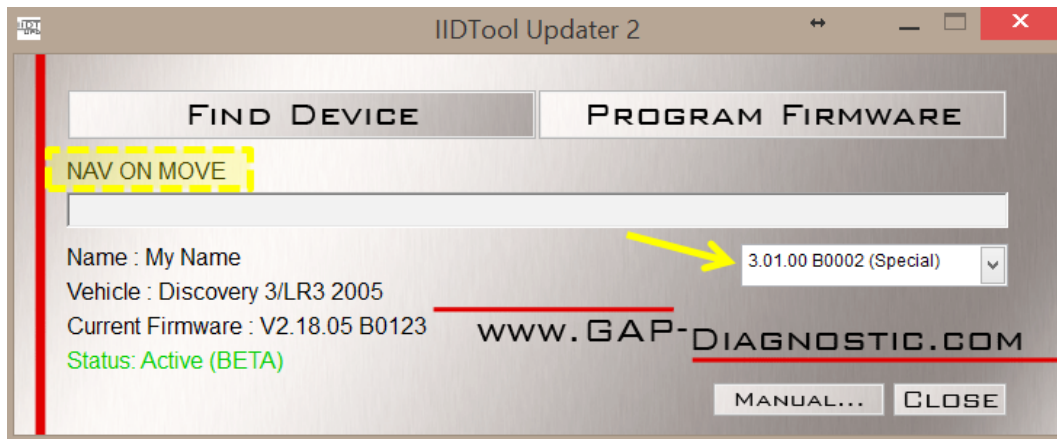 IIDTool Updater 2
FIND DEVICE
PROGRAM FIRMWARE
NAV ON MOVE
3.01.00 B0002 (Special)
Name : My Name
Vehicle : Discovery 3/LR3 2005
Current Firmware : V2.18.05 B0123
Status: Active (BETA)
WWW.GAP-DIAGNOSTIC.COM
MANUAL...
CLOSE